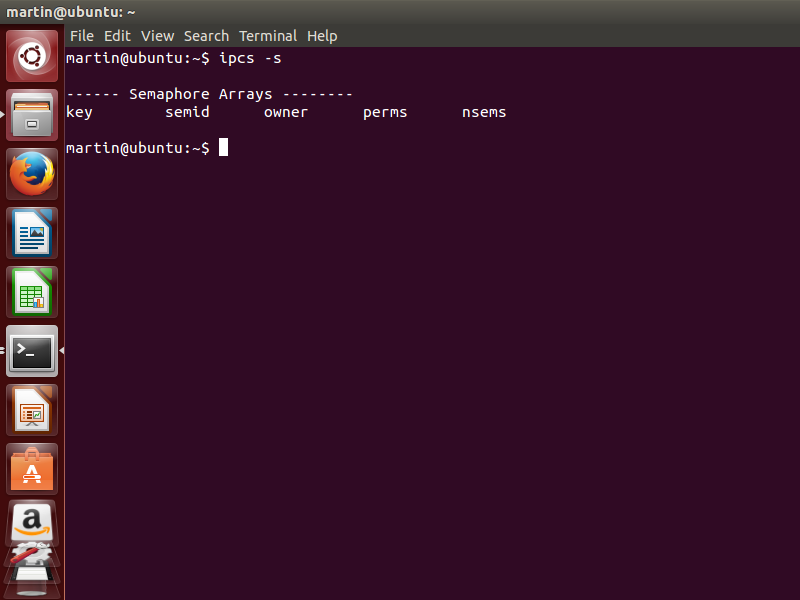 martin@ubuntu: ~
File Edit View Search Terminal Help
martin@ubuntu:~$ ipcs -s
------ Semaphore Arrays --------
key semid owner perms nsems
martin@ubuntu:~$
>_
A
a